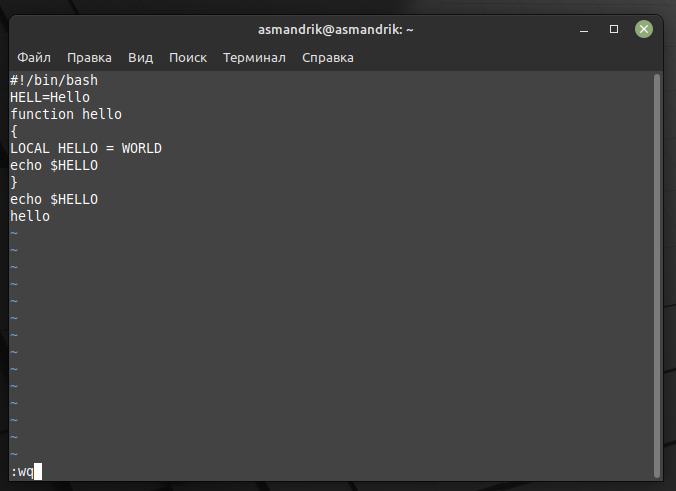 asmandrik@asmandrik: ~
Файл Правка Вид Поиск Терминал Справка
#!/bin/bash
HELL=Hello
function hello
{
LOCAL HELLO = WORLD
echo $HELLO
}
echo $HELLO
hello
~
~
~
~
~
~
~
~
~
~
~
~
~
~
:wq